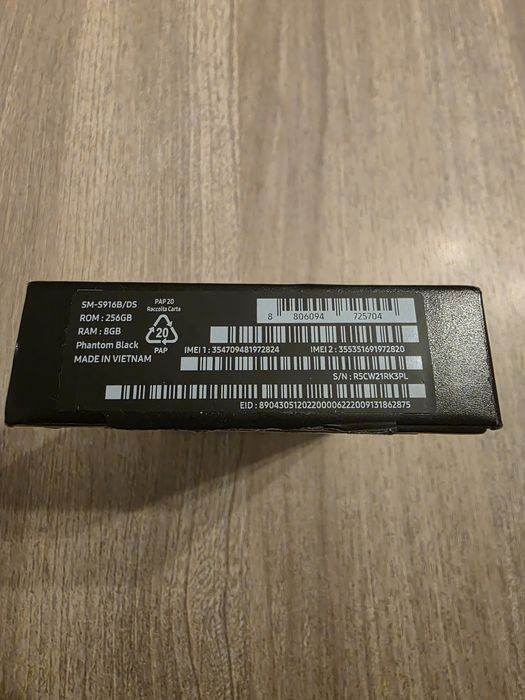 SM-S916B/DS
ROM : 256GB
RAM : 8GB
Phantom Black
MADE IN VIETNAM
PAP 20
Raccolta Carta
20
PAP
8 806094 725704
IMEI 1 : 354709481972824 IMEI 2 : 355351691972820
S/N : R5CW21RK3PL
EID : 89043051202200006222009131862875